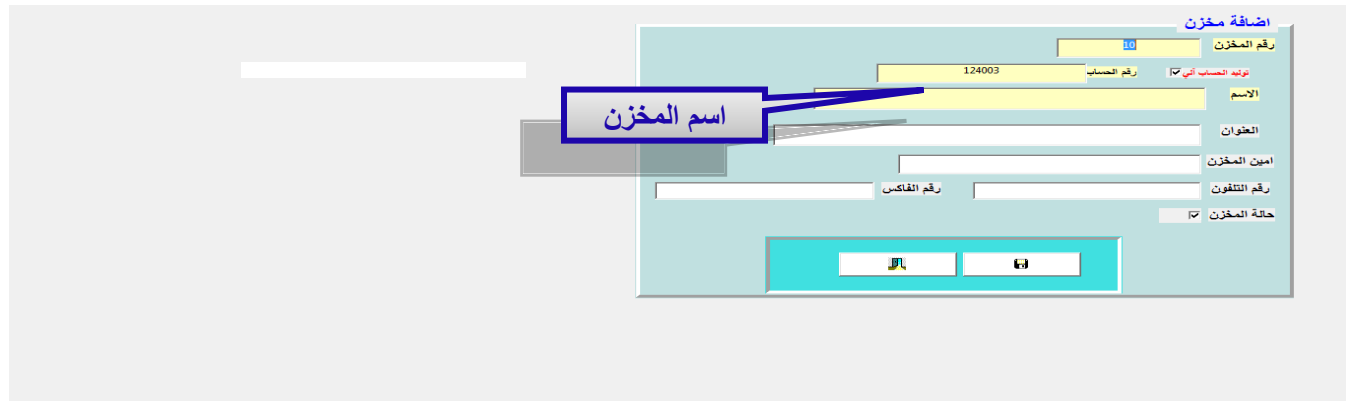 اضافة مخزن
رقم المخزن 10
توليد الحساب آلي رقم الحساب 124003
الاسم
اسم المخزن
العنوان
امين المخزن
رقم التلفون رقم الفاكس
حالة المخزن